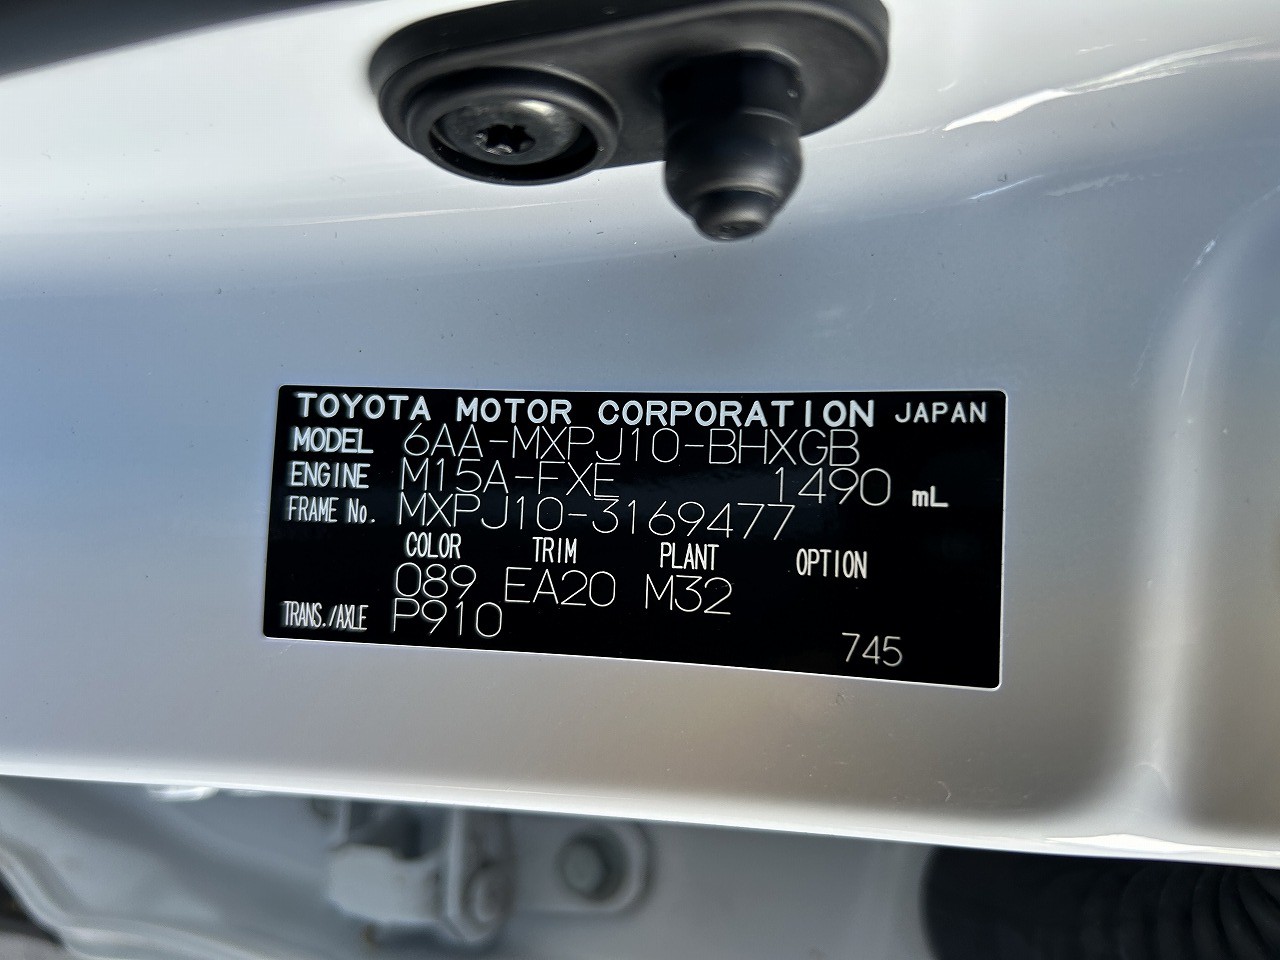 TOYOTA MOTOR CORPORATION JAPAN
MODEL 6AA-MXPJ10-BHXGB
ENGINE M15A-FXE 1490 mL
FRAME No. MXPJ10-3169477
COLOR TRIM PLANT OPTION
089 EA20 M32
TRANS./AXLE P910
745